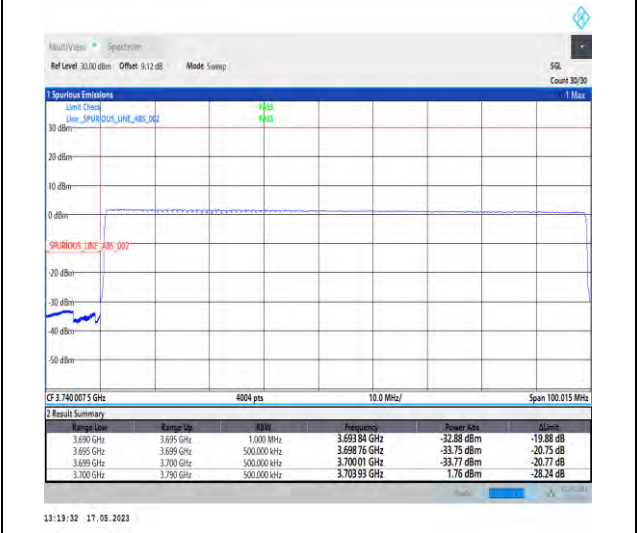 MultiView Spectrum
Ref Level 30.00 dBm Offset 9.12 dB Mode Sweep SGL
Count 30/30
1 Spurious Emissions 1 Max
Limit Check PASS
Line _SPURIOUS_LINE_ABS_002 PASS
30 dBm
20 dBm
10 dBm
0 dBm
_SPURIOUS_LINE_ABS_002
-20 dBm
-30 dBm
-40 dBm
-50 dBm
CF 3.740 007 5 GHz 4004 pts 10.0 MHz/ Span 100.015 MHz
2 Result Summary
Range Low Range Up RBW Frequency Power Abs ΔLimit
3.690 GHz 3.695 GHz 1.000 MHz 3.693 84 GHz -32.88 dBm -19.88 dB
3.695 GHz 3.699 GHz 500.000 kHz 3.698 76 GHz -33.75 dBm -20.75 dB
3.699 GHz 3.700 GHz 500.000 kHz 3.700 01 GHz -33.77 dBm -20.77 dB
3.700 GHz 3.790 GHz 500.000 kHz 3.703 93 GHz 1.76 dBm -28.24 dB
13:19:32 17.05.2023